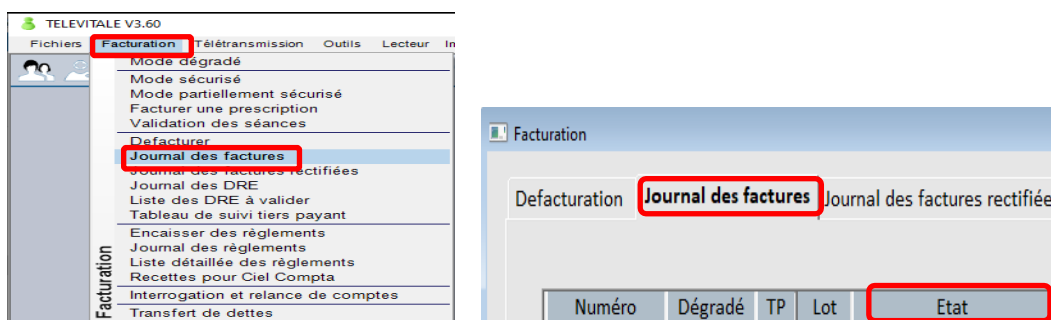 TELEVITALE V3.60
Fichiers Facturation Télétransmission Outils Lecteur
Mode dégradé
Mode sécurisé
Mode partiellement sécurisé
Facturer une prescription
Validation des séances
Defacturer
Journal des factures
Journal des factures rectifiées
Journal des DRE
Liste des DRE à valider
Tableau de suivi tiers payant
Encaisser des règlements
Journal des règlements
Liste détaillée des règlements
Recettes pour Ciel Compta
Interrogation et relance de comptes
Transfert de dettes
Facturation
Facturation
Defacturation Journal des factures Journal des factures rectifiée
Numéro Dégradé TP Lot Etat